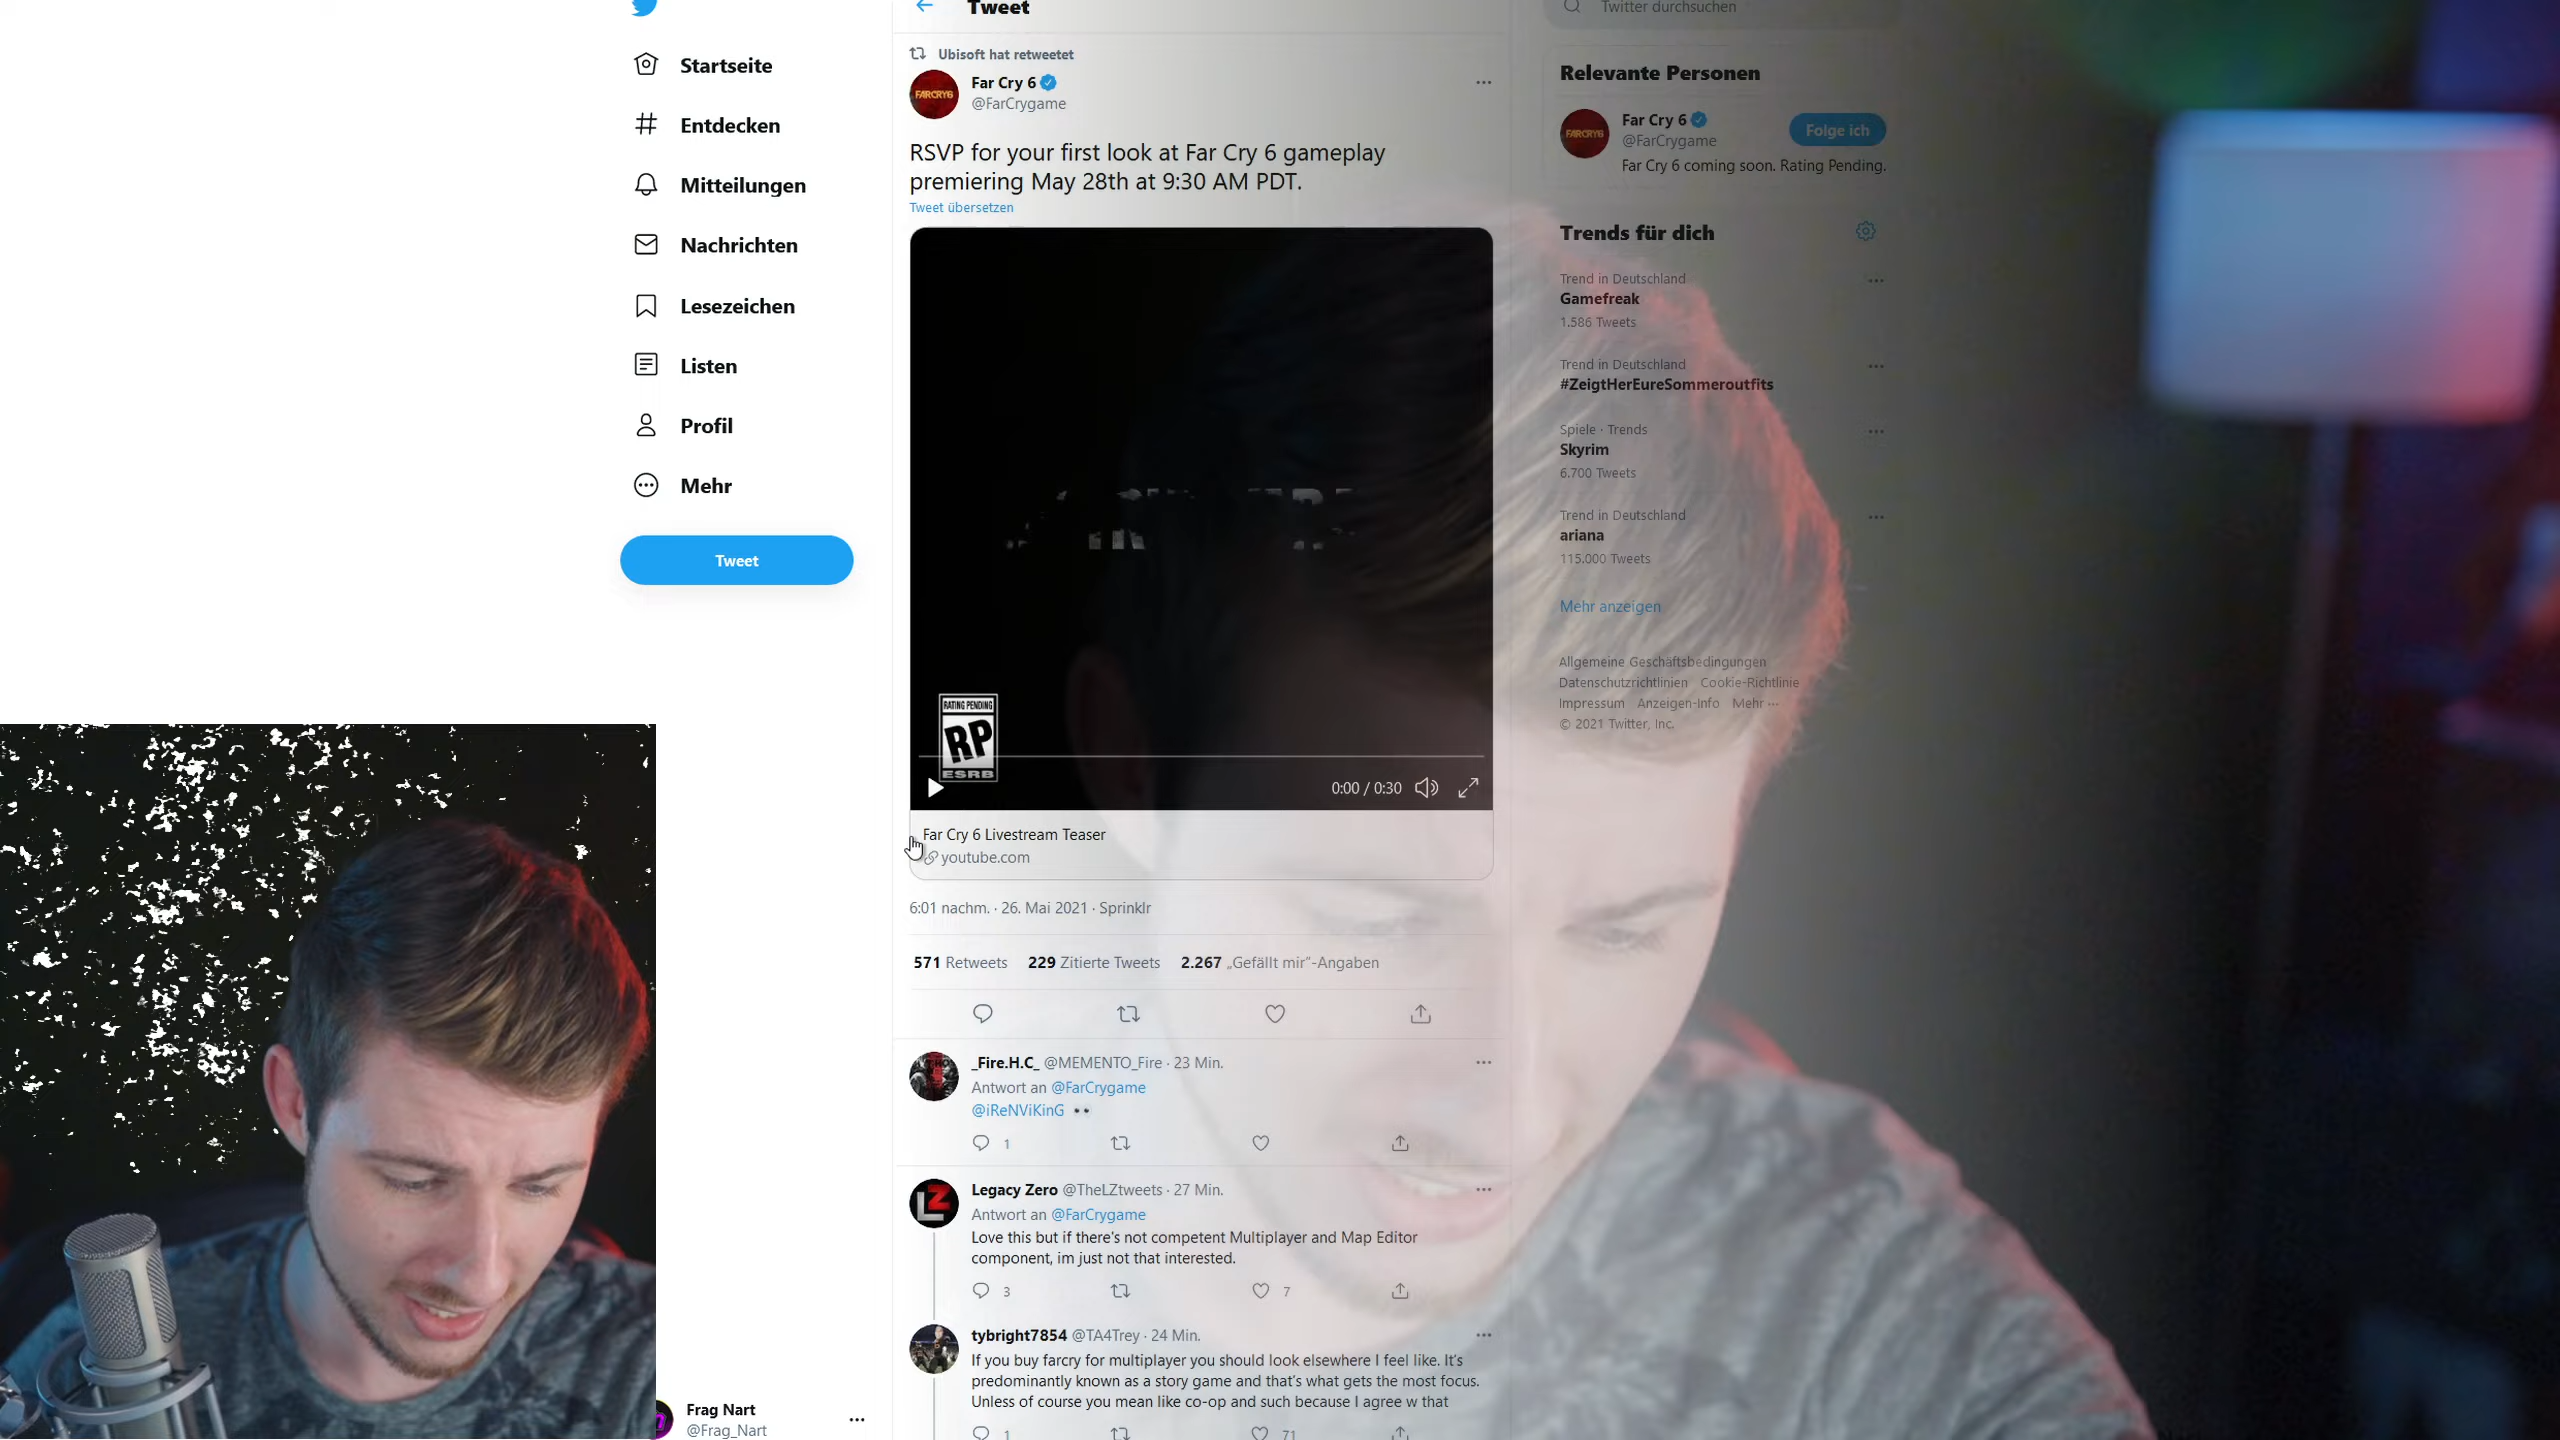 Startseite
Entdecken
Mitteilungen
Nachrichten
Lesezeichen
Listen
Profil
Mehr
Tweet
Frag Nart
@Frag_Nart
Tweet
Ubisoft hat retweetet
Far Cry 6
@FarCrygame
FARCRY6
RSVP for your first look at Far Cry 6 gameplay
premiering May 28th at 9:30 AM PDT.
Tweet übersetzen
RATING PENDING
RP
ESRB
0:00 / 0:30
Far Cry 6 Livestream Teaser
youtube.com
6:01 nachm. · 26. Mai 2021 · Sprinklr
571 Retweets 229 Zitierte Tweets 2.267 „Gefällt mir“-Angaben
_Fire.H.C_ @MEMENTO_Fire · 23 Min.
Antwort an @FarCrygame
@iReNViKinG
1
LZ
Legacy Zero @TheLZtweets · 27 Min.
Antwort an @FarCrygame
Love this but if there's not competent Multiplayer and Map Editor
component, im just not that interested.
3 7
tybright7854 @TA4Trey · 24 Min.
If you buy farcry for multiplayer you should look elsewhere I feel like. It's
predominantly known as a story game and that's what gets the most focus.
Unless of course you mean like co-op and such because I agree w that
1 71
Twitter durchsuchen
Relevante Personen
FARCRY6
Far Cry 6
@FarCrygame
Folge ich
Far Cry 6 coming soon. Rating Pending.
Trends für dich
Trend in Deutschland
Gamefreak
1.586 Tweets
Trend in Deutschland
#ZeigtHerEureSommeroutfits
Spiele · Trends
Skyrim
6.700 Tweets
Trend in Deutschland
ariana
115.000 Tweets
Mehr anzeigen
Allgemeine Geschäftsbedingungen
Datenschutzrichtlinien Cookie-Richtlinie
Impressum Anzeigen-Info Mehr ···
© 2021 Twitter, Inc.